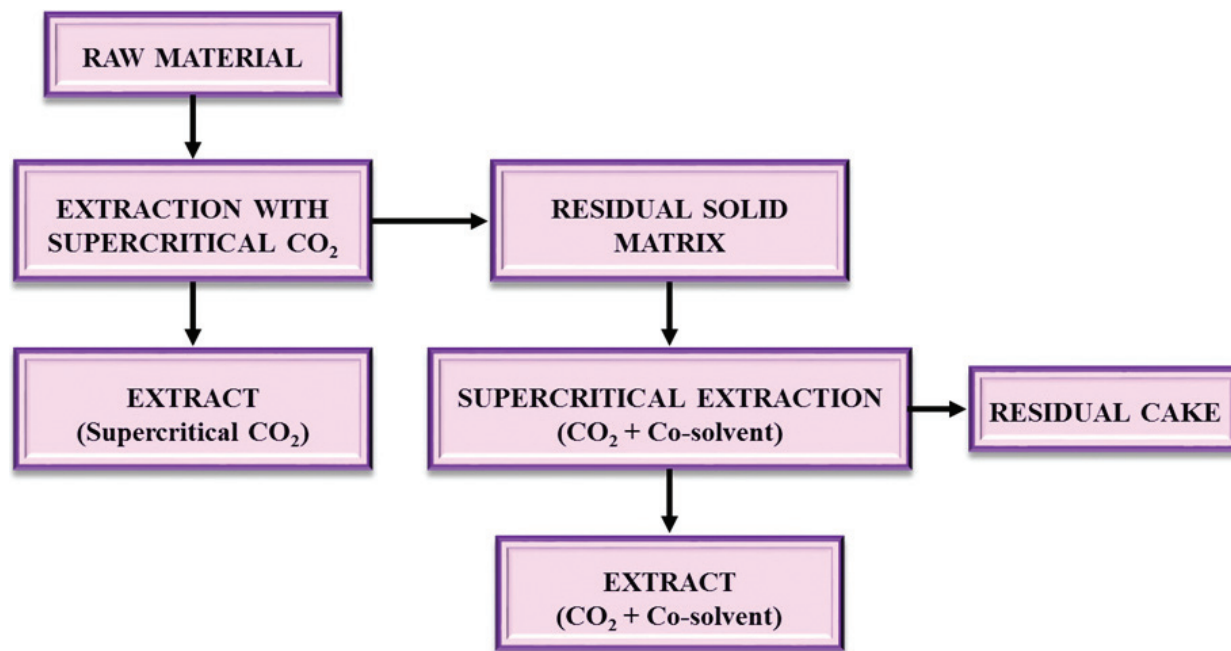 RAW MATERIAL
EXTRACTION WITH
SUPERCRITICAL CO₂
RESIDUAL SOLID
MATRIX
EXTRACT
(Supercritical CO₂)
SUPERCRITICAL EXTRACTION
(CO₂ + Co-solvent)
RESIDUAL CAKE
EXTRACT
(CO₂ + Co-solvent)